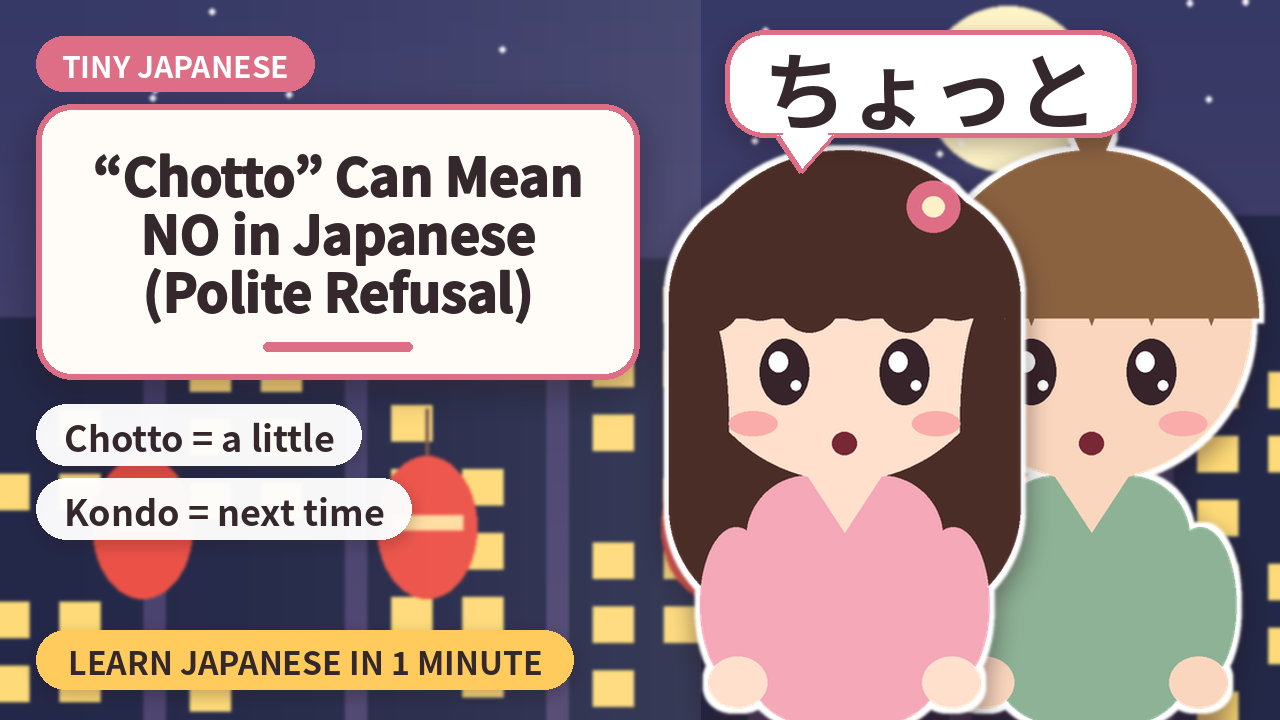 TINY JAPANESE
“Chotto” Can Mean
NO in Japanese
(Polite Refusal)
Chotto = a little
Kondo = next time
LEARN JAPANESE IN 1 MINUTE
ちょっと